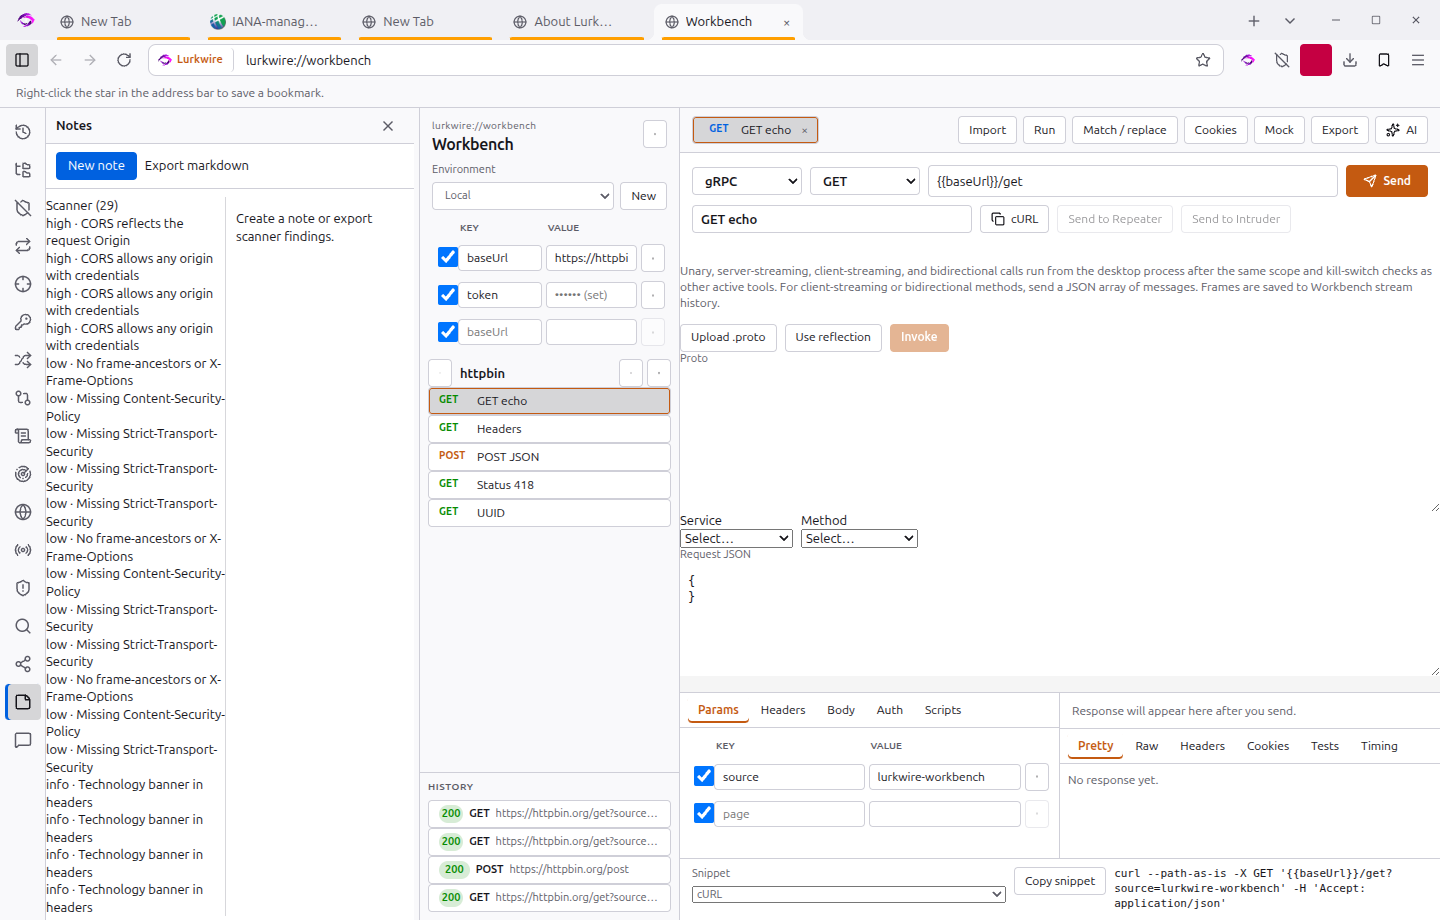 New Tab
IANA-manag...
New Tab
About Lurk...
Workbench
Lurkwire
lurkwire://workbench
Right-click the star in the address bar to save a bookmark.
Notes
New note
Export markdown
Scanner (29)
high · CORS reflects the
request Origin
high · CORS allows any origin
with credentials
high · CORS allows any origin
with credentials
high · CORS allows any origin
with credentials
low · No frame-ancestors or X-
Frame-Options
low · Missing Content-Security-
Policy
low · Missing Strict-Transport-
Security
low · Missing Strict-Transport-
Security
low · Missing Strict-Transport-
Security
low · No frame-ancestors or X-
Frame-Options
low · Missing Content-Security-
Policy
low · Missing Strict-Transport-
Security
low · Missing Strict-Transport-
Security
low · No frame-ancestors or X-
Frame-Options
low · Missing Content-Security-
Policy
low · Missing Strict-Transport-
Security
info · Technology banner in
headers
info · Technology banner in
headers
info · Technology banner in
headers
info · Technology banner in
headers
Create a note or export
scanner findings.
lurkwire://workbench
Workbench
Environment
Local
New
KEY VALUE
baseUrl https://httpbi
token •••••• (set)
baseUrl
httpbin
GET GET echo
GET Headers
POST POST JSON
GET Status 418
GET UUID
HISTORY
200 GET https://httpbin.org/get?source...
200 GET https://httpbin.org/get?source...
200 POST https://httpbin.org/post
200 GET https://httpbin.org/get?source...
GET GET echo ×
Import
Run
Match / replace
Cookies
Mock
Export
AI
gRPC
GET
{{baseUrl}}/get
Send
GET echo
cURL
Send to Repeater
Send to Intruder
Unary, server-streaming, client-streaming, and bidirectional calls run from the desktop process after the same scope and kill-switch checks as
other active tools. For client-streaming or bidirectional methods, send a JSON array of messages. Frames are saved to Workbench stream
history.
Upload .proto
Use reflection
Invoke
Proto
Service Method
Select... Select...
Request JSON
{
}
Params
Headers
Body
Auth
Scripts
KEY VALUE
source lurkwire-workbench
page
Response will appear here after you send.
Pretty
Raw
Headers
Cookies
Tests
Timing
No response yet.
Snippet
cURL
Copy snippet
curl --path-as-is -X GET '{{baseUrl}}/get?
source=lurkwire-workbench' -H 'Accept:
application/json'